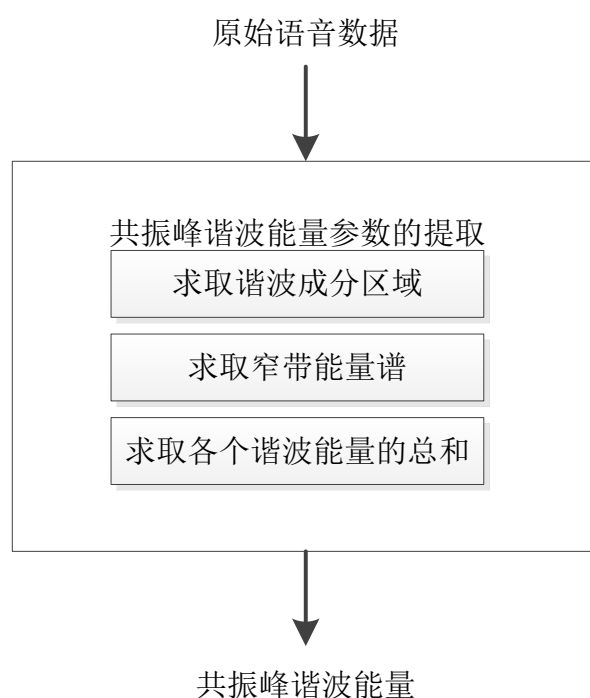 原始语音数据
共振峰谐波能量参数的提取
求取谐波成分区域
求取窄带能量谱
求取各个谐波能量的总和
共振峰谐波能量